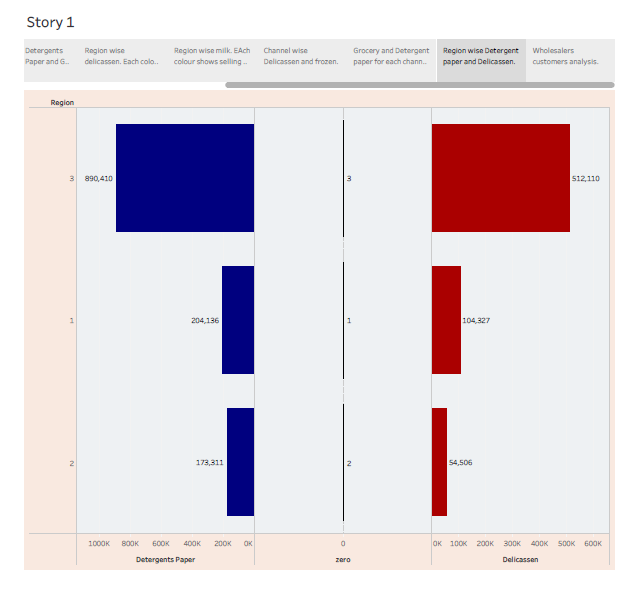 Story 1
Detergents
Paper and G..
Region wise
delicassen. Each colo..
Region wise milk. EAch
colour shows selling ..
Channel wise
Delicassen and frozen.
Grocery and Detergent
paper for each chann..
Region wise Detergent
paper and Delicassen.
Wholesalers
customers analysis.
Region
3 890,410 3 512,110
1 204,136 1 104,327
2 173,311 2 54,506
1000K 800K 600K 400K 200K 0K 0 0K 100K 200K 300K 400K 500K 600K
Detergents Paper zero Delicassen